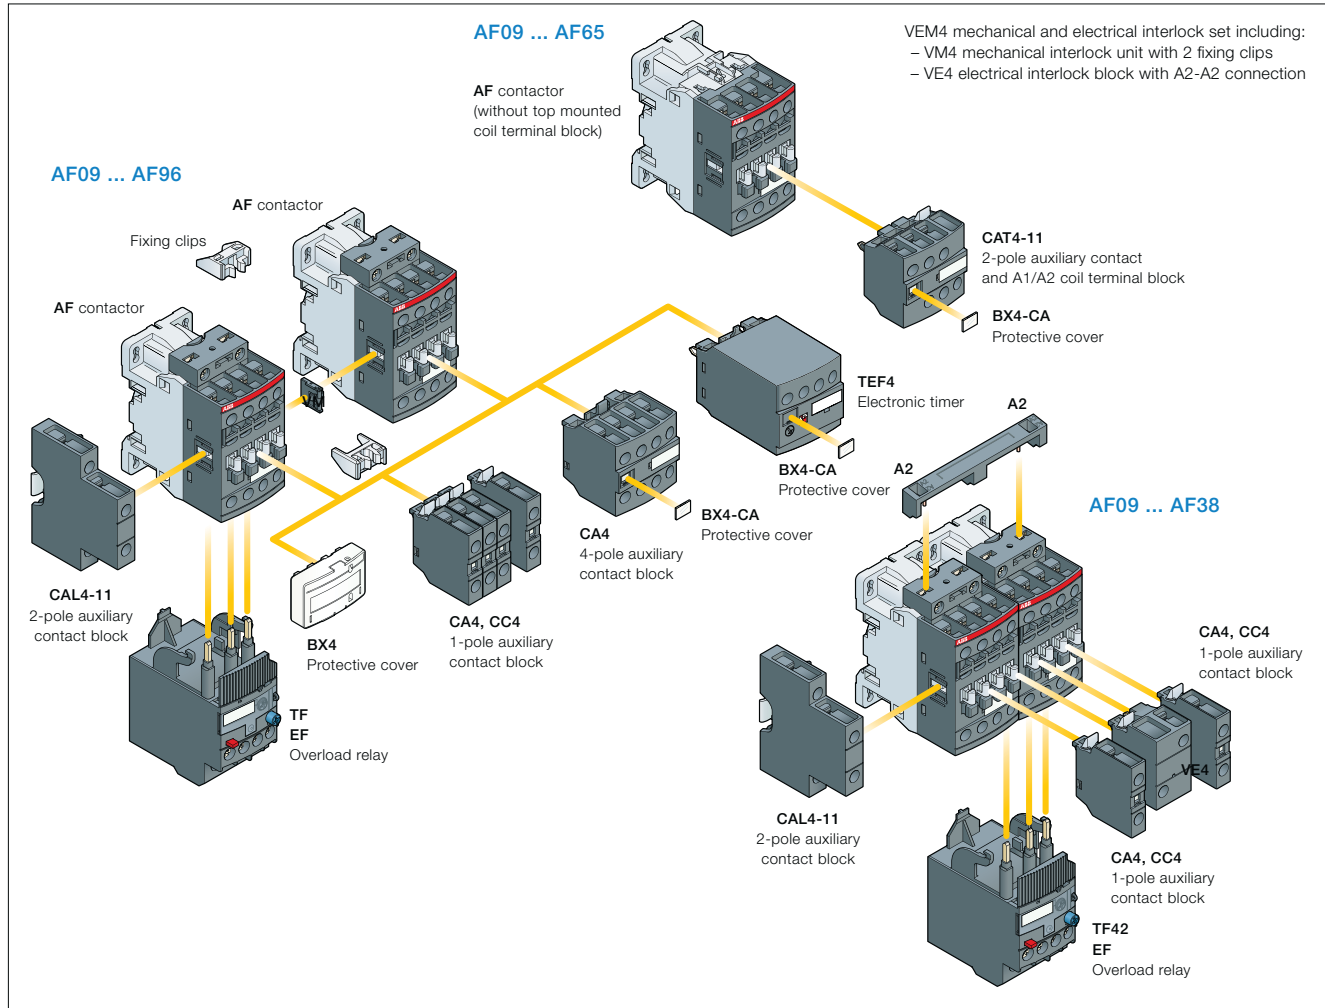 AF09 ... AF65
VEM4 mechanical and electrical interlock set including:
– VM4 mechanical interlock unit with 2 fixing clips
– VE4 electrical interlock block with A2-A2 connection
AF contactor
(without top mounted
coil terminal block)
ABB
AF09 ... AF96
AF contactor
Fixing clips
AF contactor
ABB
ABB
VM
CAT4-11
2-pole auxiliary contact
and A1/A2 coil terminal block
BX4-CA
Protective cover
TEF4
Electronic timer
BX4-CA
Protective cover
CA4
4-pole auxiliary
contact block
BX4-CA
Protective cover
CAL4-11
2-pole auxiliary
contact block
BX4
Protective cover
CA4, CC4
1-pole auxiliary
contact block
TF
EF
Overload relay
A2
A2
AF09 ... AF38
ABB
ABB
CA4, CC4
1-pole auxiliary
contact block
VE4
CAL4-11
2-pole auxiliary
contact block
CA4, CC4
1-pole auxiliary
contact block
TF42
EF
Overload relay